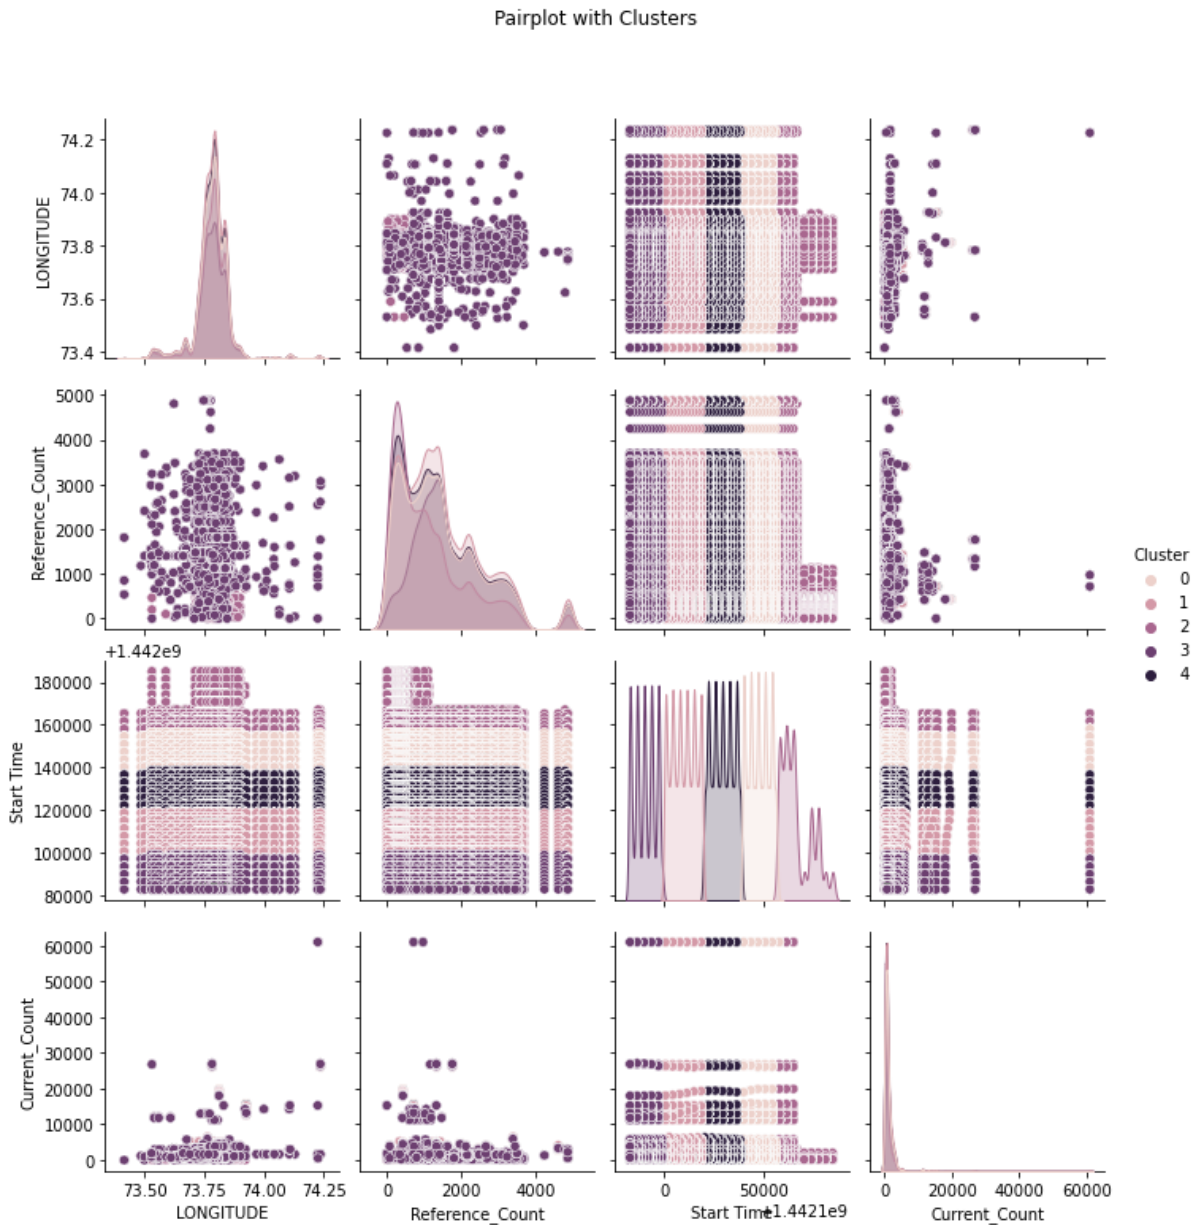 Pairplot with Clusters
74.2
74.0
73.8
73.6
73.4
LONGITUDE
5000
4000
3000
2000
1000
0
Reference_Count
Cluster
0
1
2
3
4
+1.442e9
180000
160000
140000
120000
100000
80000
Start Time
60000
50000
40000
30000
20000
10000
0
Current_Count
73.50 73.75 74.00 74.25
LONGITUDE
0 2000 4000
Reference_Count
0 50000
Start Time
+1.4421e9
0 20000 40000 60000
Current_Count